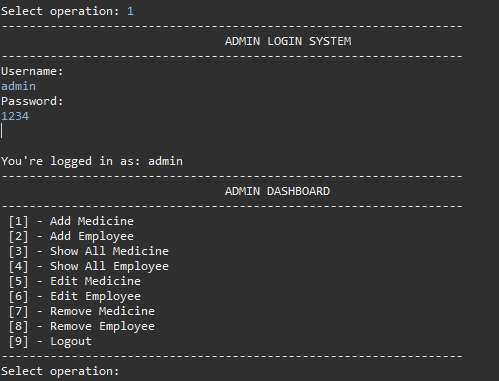 Select operation: 1
------------------------------------------------------------------
ADMIN LOGIN SYSTEM
------------------------------------------------------------------
Username:
admin
Password:
1234
You're logged in as: admin
------------------------------------------------------------------
ADMIN DASHBOARD
------------------------------------------------------------------
[1] - Add Medicine
[2] - Add Employee
[3] - Show All Medicine
[4] - Show All Employee
[5] - Edit Medicine
[6] - Edit Employee
[7] - Remove Medicine
[8] - Remove Employee
[9] - Logout
------------------------------------------------------------------
Select operation: